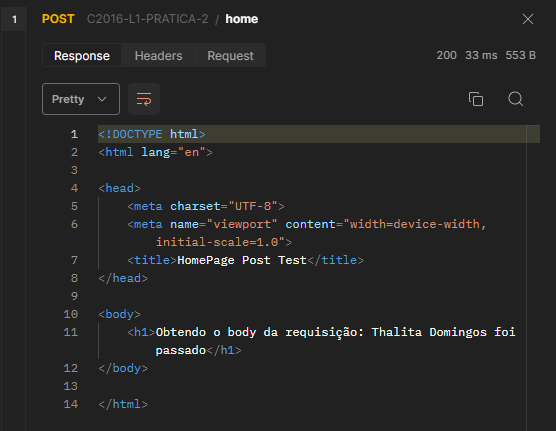 1 POST C2016-L1-PRATICA-2 / home
Response Headers Request 200 33 ms 553 B
Pretty
1 <!DOCTYPE html>
2 <html lang="en">
3
4 <head>
5 <meta charset="UTF-8">
6 <meta name="viewport" content="width=device-width,
initial-scale=1.0">
7 <title>HomePage Post Test</title>
8 </head>
9
10 <body>
11 <h1>Obtendo o body da requisição: Thalita Domingos foi
passado</h1>
12 </body>
13
14 </html>